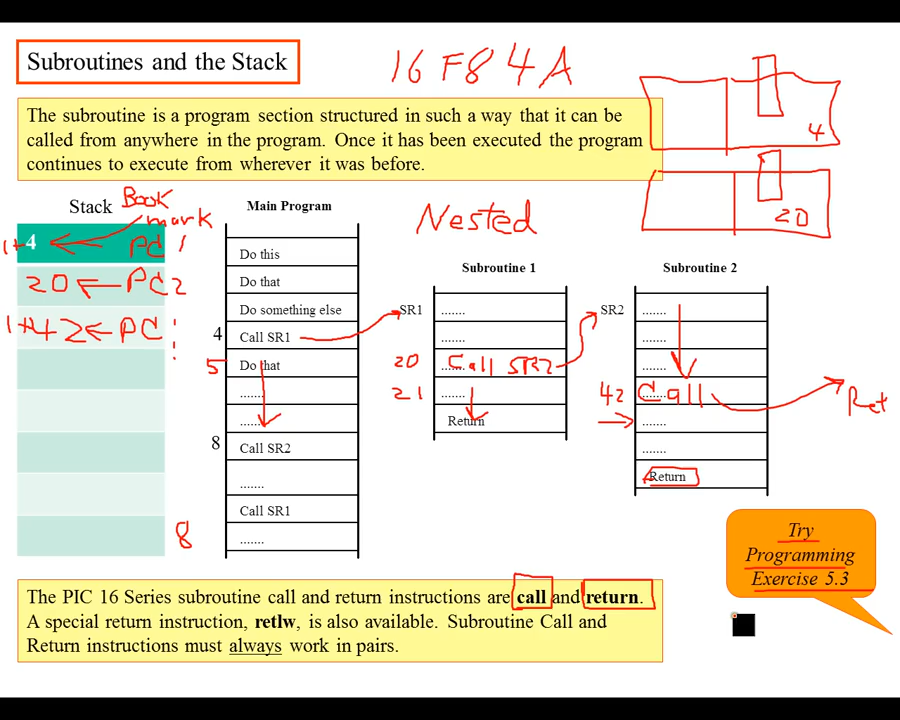 Subroutines and the Stack
16F84A
The subroutine is a program section structured in such a way that it can be
called from anywhere in the program. Once it has been executed the program
continues to execute from wherever it was before.
4
20
Stack
Book
mark
1+4
PC 1
20
PC2
1+42
PC
8
Main Program
Do this
Do that
Do something else
4
Call SR1
5
Do that
.......
.......
8
Call SR2
.......
Call SR1
.......
Nested
Subroutine 1
SR1
.......
.......
20
Call SR2
21
.......
Return
Subroutine 2
SR2
.......
.......
.......
42
Call
Ret
.......
.......
Return
Try
Programming
Exercise 5.3
The PIC 16 Series subroutine call and return instructions are call and return.
A special return instruction, retlw, is also available. Subroutine Call and
Return instructions must always work in pairs.